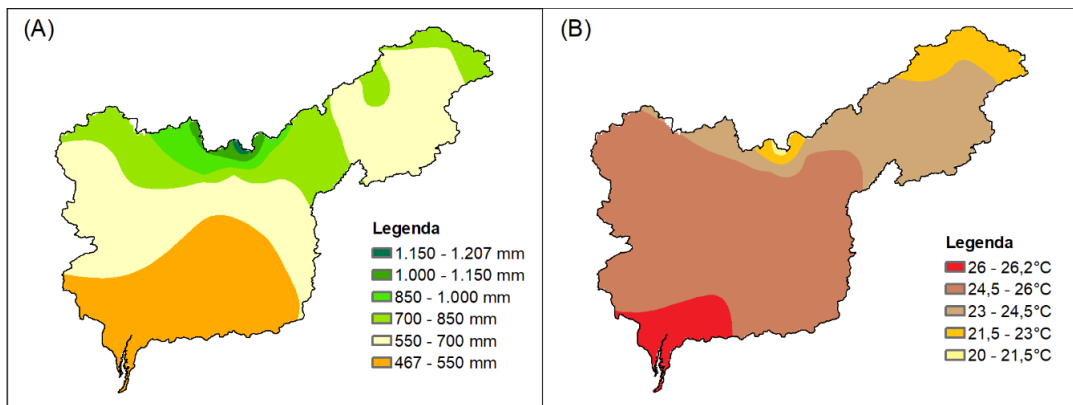 (A)
Legenda
1.150 - 1.207 mm
1.000 - 1.150 mm
850 - 1.000 mm
700 - 850 mm
550 - 700 mm
467 - 550 mm
(B)
Legenda
26 - 26,2°C
24,5 - 26°C
23 - 24,5°C
21,5 - 23°C
20 - 21,5°C